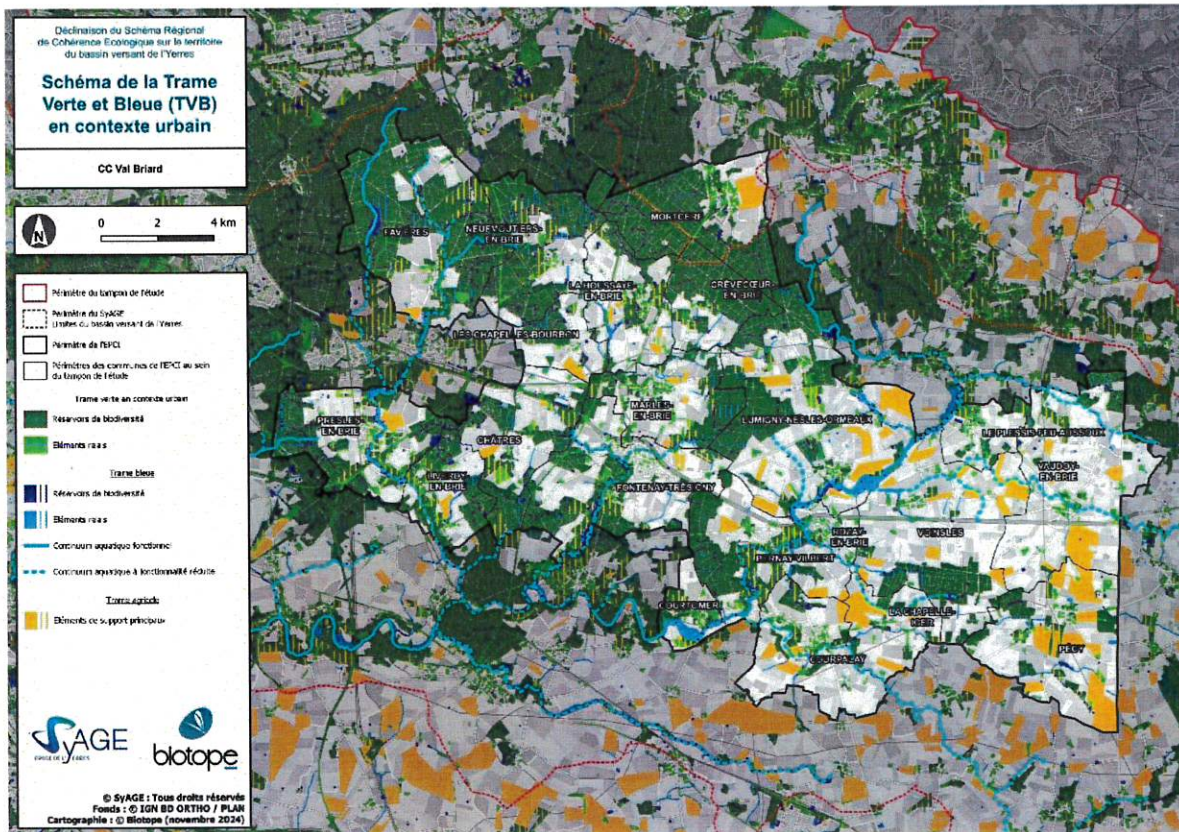 Déclinaison du Schéma Régional
de Cohérence Ecologique sur le territoire
du bassin versant de l'Yerres
Schéma de la Trame
Verte et Bleue (TVB)
en contexte urbain
CC Val Briard
N
0 2 4 km
Périmètre du tampon de l'étude
Périmètre du SyAGE
Limites du bassin versant de l'Yerres
Périmètre de l'EPCI
Périmètres des communes de l'EPCI au sein
du tampon de l'étude
Trame verte en contexte urbain
Réservoirs de biodiversité
Eléments relais
Trame bleue
Réservoirs de biodiversité
Eléments relais
Continuum aquatique fonctionnel
Continuum aquatique à fonctionnalité réduite
Trame agricole
Eléments de support principaux
SyAGE
biotope
© SyAGE : Tous droits réservés
Fonds : © IGN BD ORTHO / PLAN
Cartographie : © Biotope (novembre 2024)
FAVIÈRES
NEUFMOUTIERS-
EN-BRIE
MORTCERF
LA HOUSSAYE-
EN-BRIE
CRÈVECŒUR-
EN-BRIE
LES CHAPELLES-BOURBON
PRESLES-
EN-BRIE
CHÂTRES
MARLES-
EN-BRIE
LUMIGNY-NESLES-ORMEAUX
LE PLESSIS-FEU-AUSSOUX
VAUDOY-
EN-BRIE
LIVERDY-
EN-BRIE
FONTENAY-TRÉSIGNY
ROZAY-
EN-BRIE
VOINSLES
BERNAY-VILBERT
COURTOMER
LA CHAPELLE-
IGER
COURPALAY
PÉCY